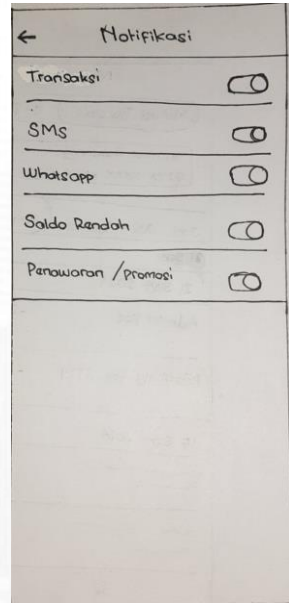 ← Notifikasi
Transaksi
SMS
Whatsapp
Saldo Rendah
Penawaran / Promosi